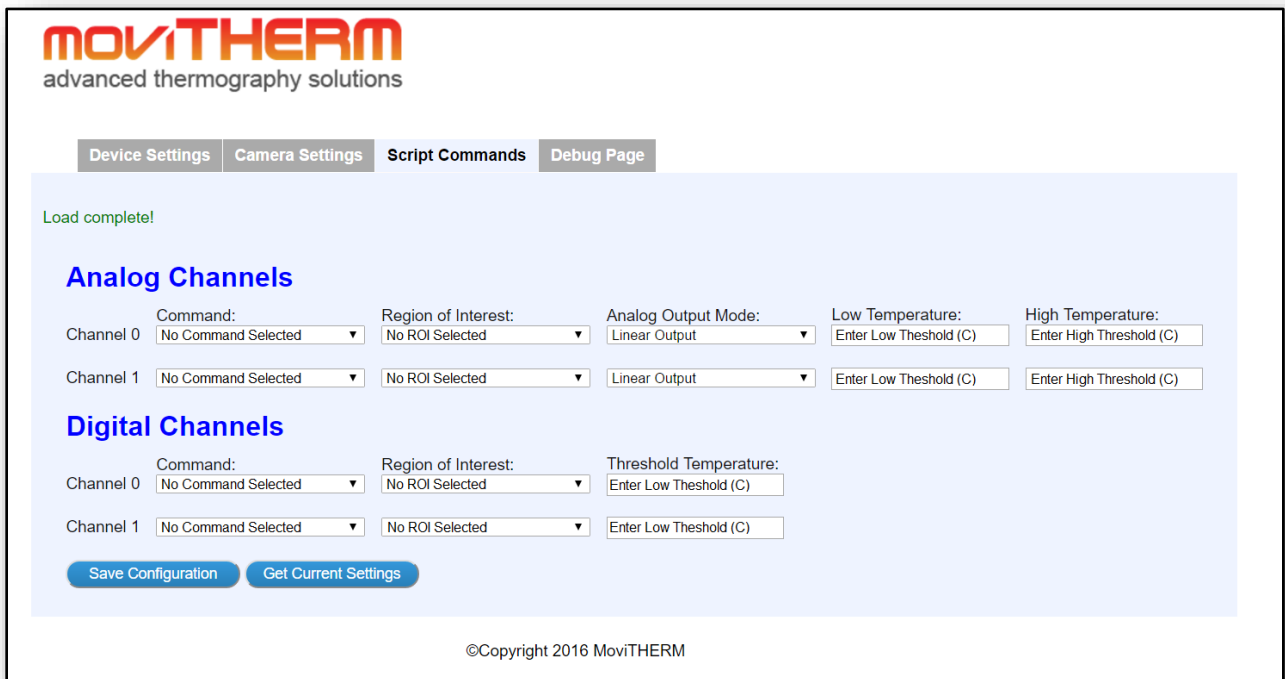 moviTHERM
advanced thermography solutions
Device Settings Camera Settings Script Commands Debug Page
Load complete!
Analog Channels
Command: Region of Interest: Analog Output Mode: Low Temperature: High Temperature:
Channel 0 No Command Selected No ROI Selected Linear Output Enter Low Theshold (C) Enter High Threshold (C)
Channel 1 No Command Selected No ROI Selected Linear Output Enter Low Theshold (C) Enter High Threshold (C)
Digital Channels
Command: Region of Interest: Threshold Temperature:
Channel 0 No Command Selected No ROI Selected Enter Low Theshold (C)
Channel 1 No Command Selected No ROI Selected Enter Low Theshold (C)
Save Configuration Get Current Settings
©Copyright 2016 MoviTHERM